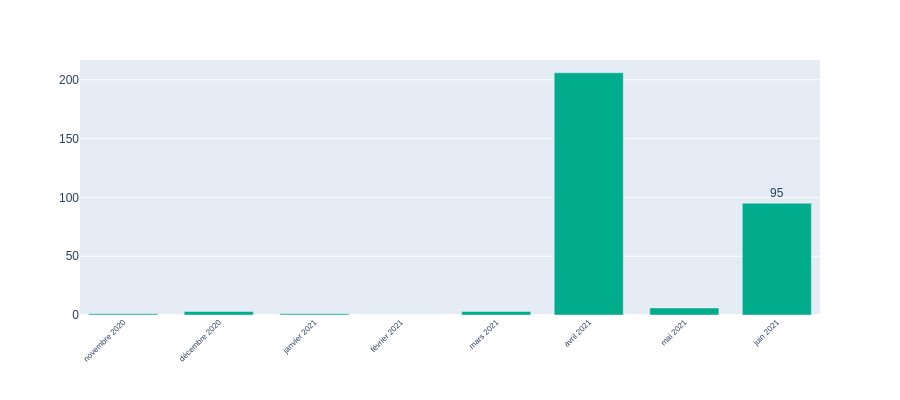 200
150
100
50
0
95
novembre 2020
décembre 2020
janvier 2021
février 2021
mars 2021
avril 2021
mai 2021
juin 2021